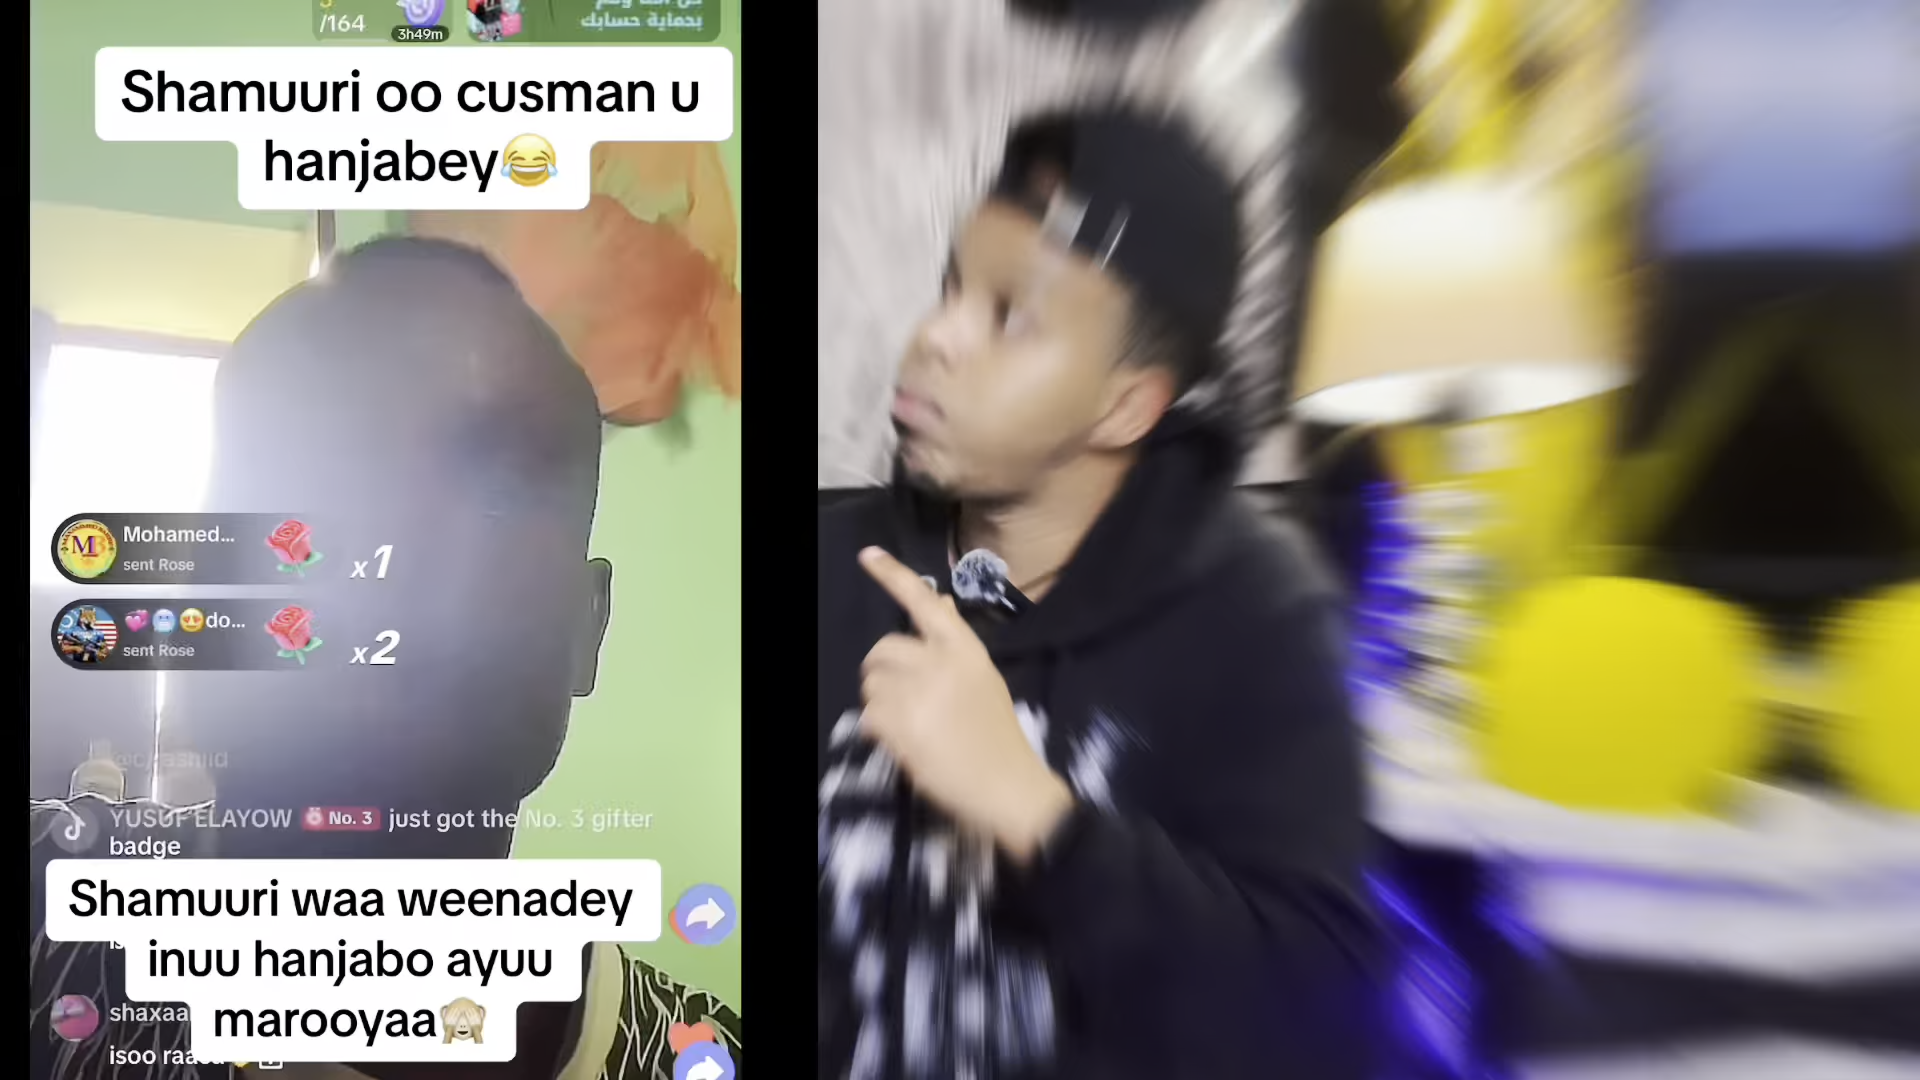 /164
3h49m
بحماية حسابك
Shamuuri oo cusman u
hanjabey😂
Mohamed...
sent Rose
x1
💞🥶😍do...
sent Rose
x2
YUSUF ELAYOW No. 3 just got the No. 3 gifter
badge
Shamuuri waa weenadey
inuu hanjabo ayuu
marooyaa🙈
shaxaa
isoo